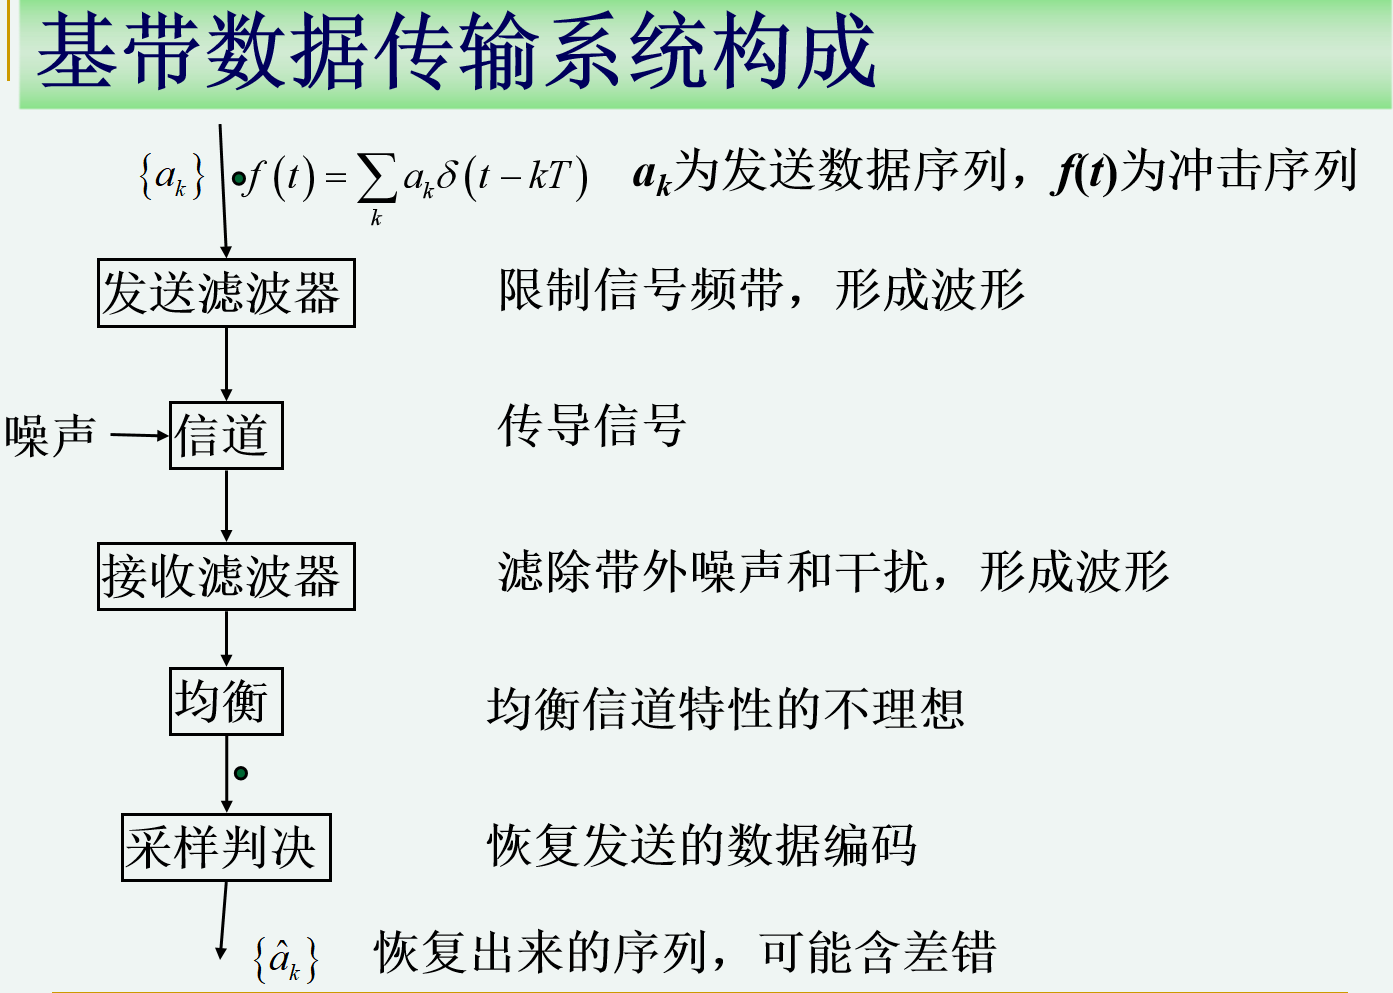 基带数据传输系统构成
{a_k} f(t)=∑_k a_kδ(t−kT) a_k为发送数据序列，f(t)为冲击序列
发送滤波器 限制信号频带，形成波形
噪声 信道 传导信号
接收滤波器 滤除带外噪声和干扰，形成波形
均衡 均衡信道特性的不理想
采样判决 恢复发送的数据编码
{â_k} 恢复出来的序列，可能含差错